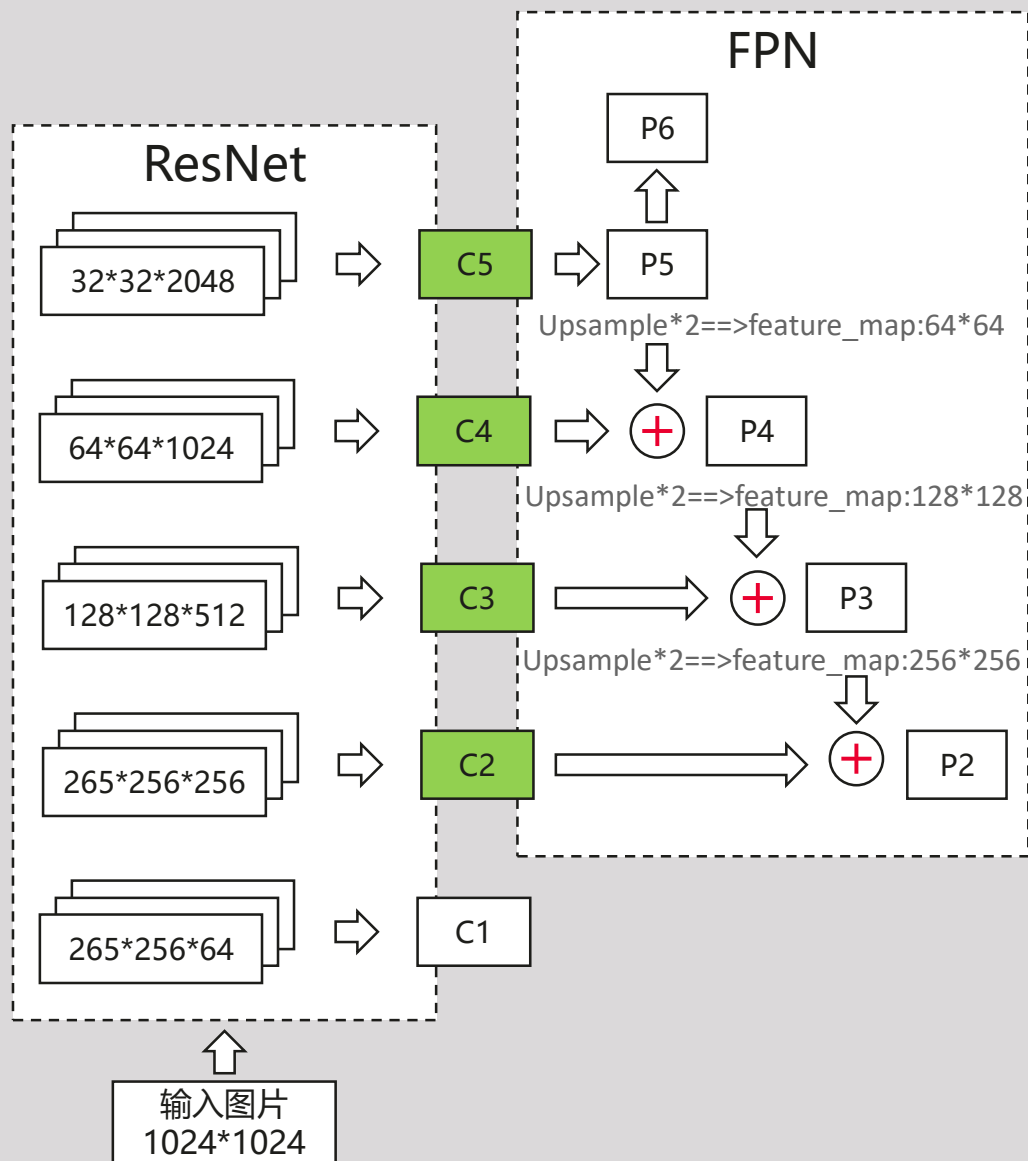 FPN
P6
ResNet
32*32*2048
C5
P5
Upsample*2==>feature_map:64*64
64*64*1024
C4
P4
Upsample*2==>feature_map:128*128
128*128*512
C3
P3
Upsample*2==>feature_map:256*256
265*256*256
C2
P2
265*256*64
C1
输入图片
1024*1024